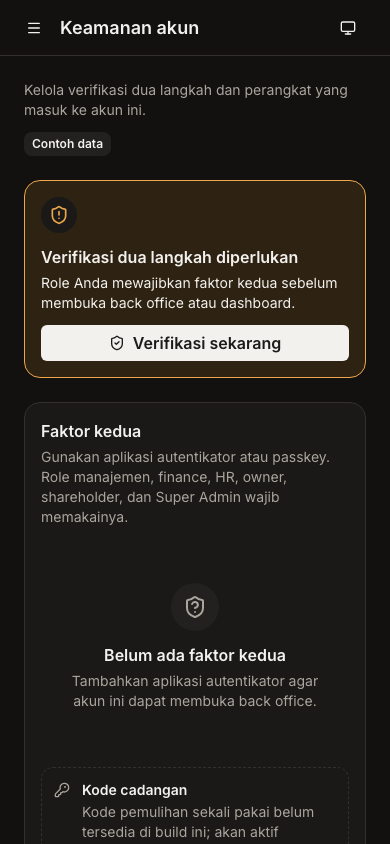 Keamanan akun
Kelola verifikasi dua langkah dan perangkat yang
masuk ke akun ini.
Contoh data
Verifikasi dua langkah diperlukan
Role Anda mewajibkan faktor kedua sebelum
membuka back office atau dashboard.
Verifikasi sekarang
Faktor kedua
Gunakan aplikasi autentikator atau passkey.
Role manajemen, finance, HR, owner,
shareholder, dan Super Admin wajib
memakainya.
Belum ada faktor kedua
Tambahkan aplikasi autentikator agar
akun ini dapat membuka back office.
Kode cadangan
Kode pemulihan sekali pakai belum
tersedia di build ini; akan aktif